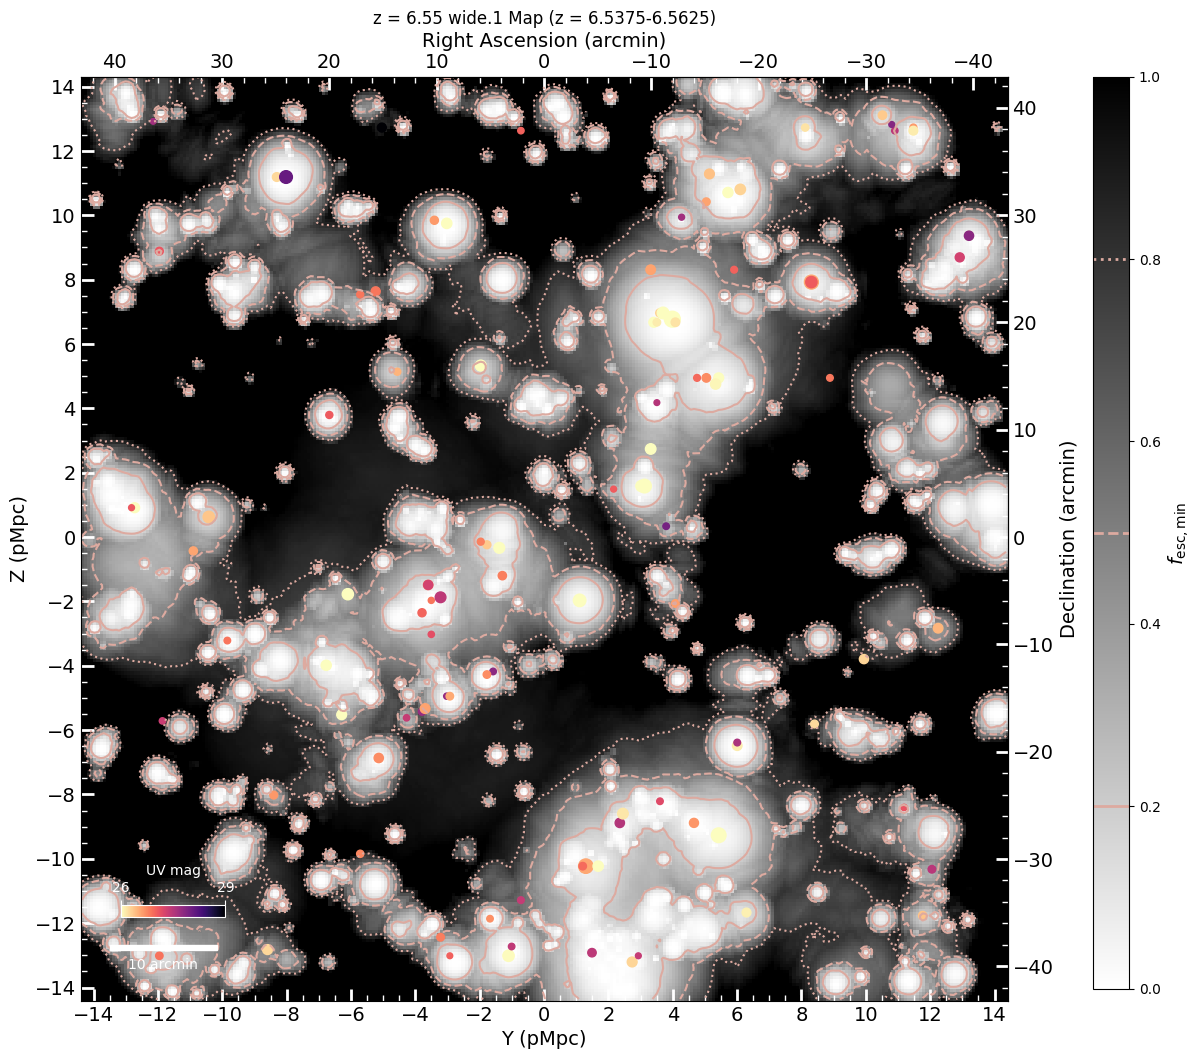 z = 6.55 wide.1 Map (z = 6.5375-6.5625)
Right Ascension (arcmin)
40 30 20 10 0 −10 −20 −30 −40
14 12 10 8 6 4 2 0 −2 −4 −6 −8 −10 −12 −14
Z (pMpc)
40 30 20 10 0 −10 −20 −30 −40
Declination (arcmin)
1.0 0.8 0.6 0.4 0.2 0.0
f_esc,min
UV mag
26 29
10 arcmin
−14 −12 −10 −8 −6 −4 −2 0 2 4 6 8 10 12 14
Y (pMpc)